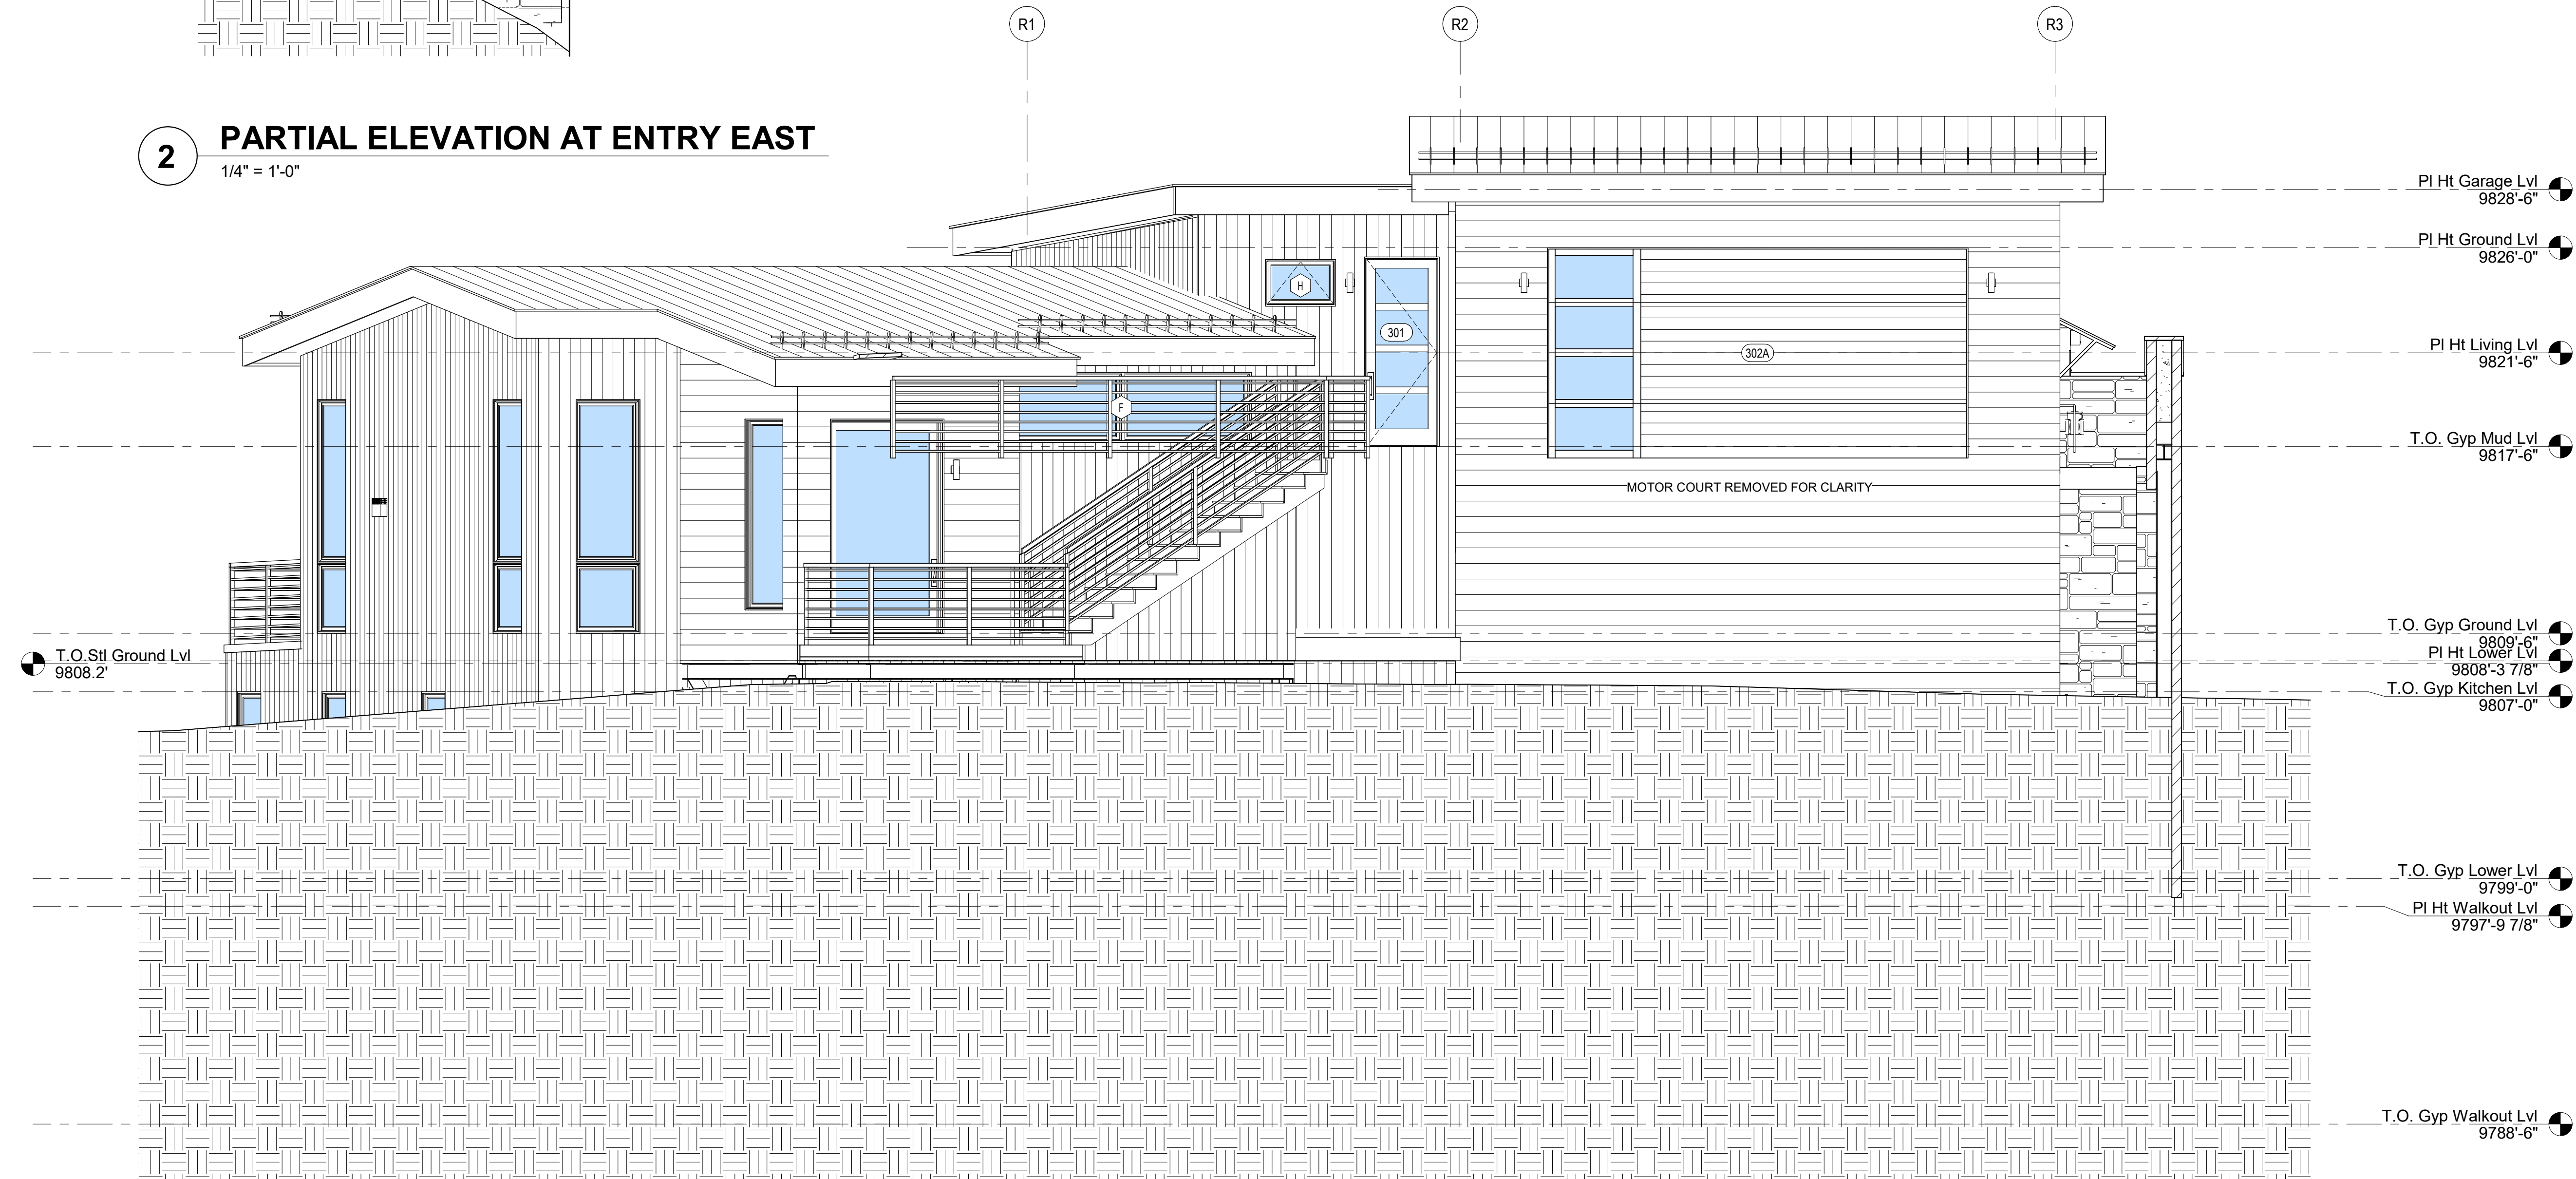 R1
R2
R3
2
PARTIAL ELEVATION AT ENTRY EAST
1/4" = 1'-0"
Pl Ht Garage Lvl
9828'-6"
Pl Ht Ground Lvl
9826'-0"
H
301
302A
Pl Ht Living Lvl
9821'-6"
F
T.O. Gyp Mud Lvl
9817'-6"
MOTOR COURT REMOVED FOR CLARITY
T.O. Gyp Ground Lvl
9809'-6"
T.O.Stl Ground Lvl
9808.2'
Pl Ht Lower Lvl
9808'-3 7/8"
T.O. Gyp Kitchen Lvl
9807'-0"
T.O. Gyp Lower Lvl
9799'-0"
Pl Ht Walkout Lvl
9797'-9 7/8"
T.O. Gyp Walkout Lvl
9788'-6"